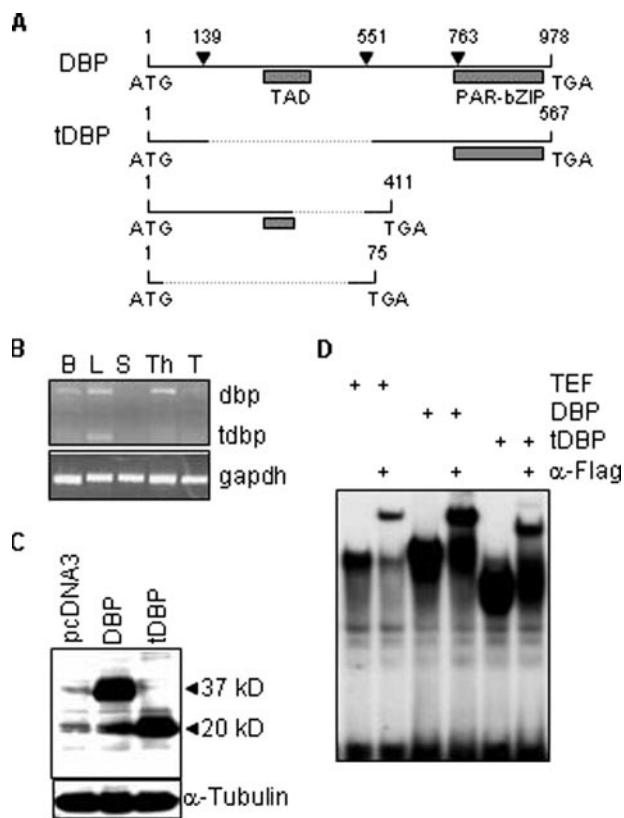 A
1 139 551 763 978
DBP
ATG TAD PAR-bZIP TGA
1 567
tDBP
ATG TGA
1 411
ATG TGA
1 75
ATG TGA
B
B L S Th T
dbp
tdbp
gapdh
C
pcDNA3 DBP tDBP
37 kD
20 kD
α-Tubulin
D
+ + TEF
+ + DBP
+ + tDBP
+ + + α-Flag